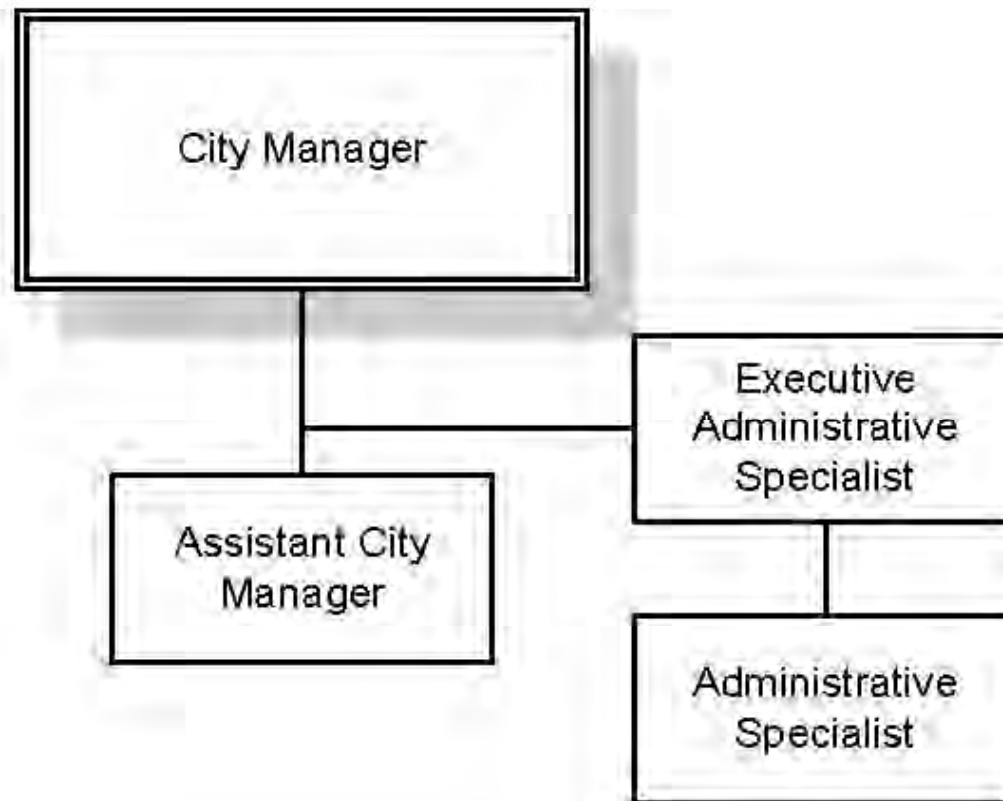 City Manager
Executive
Administrative
Specialist
Assistant City
Manager
Administrative
Specialist